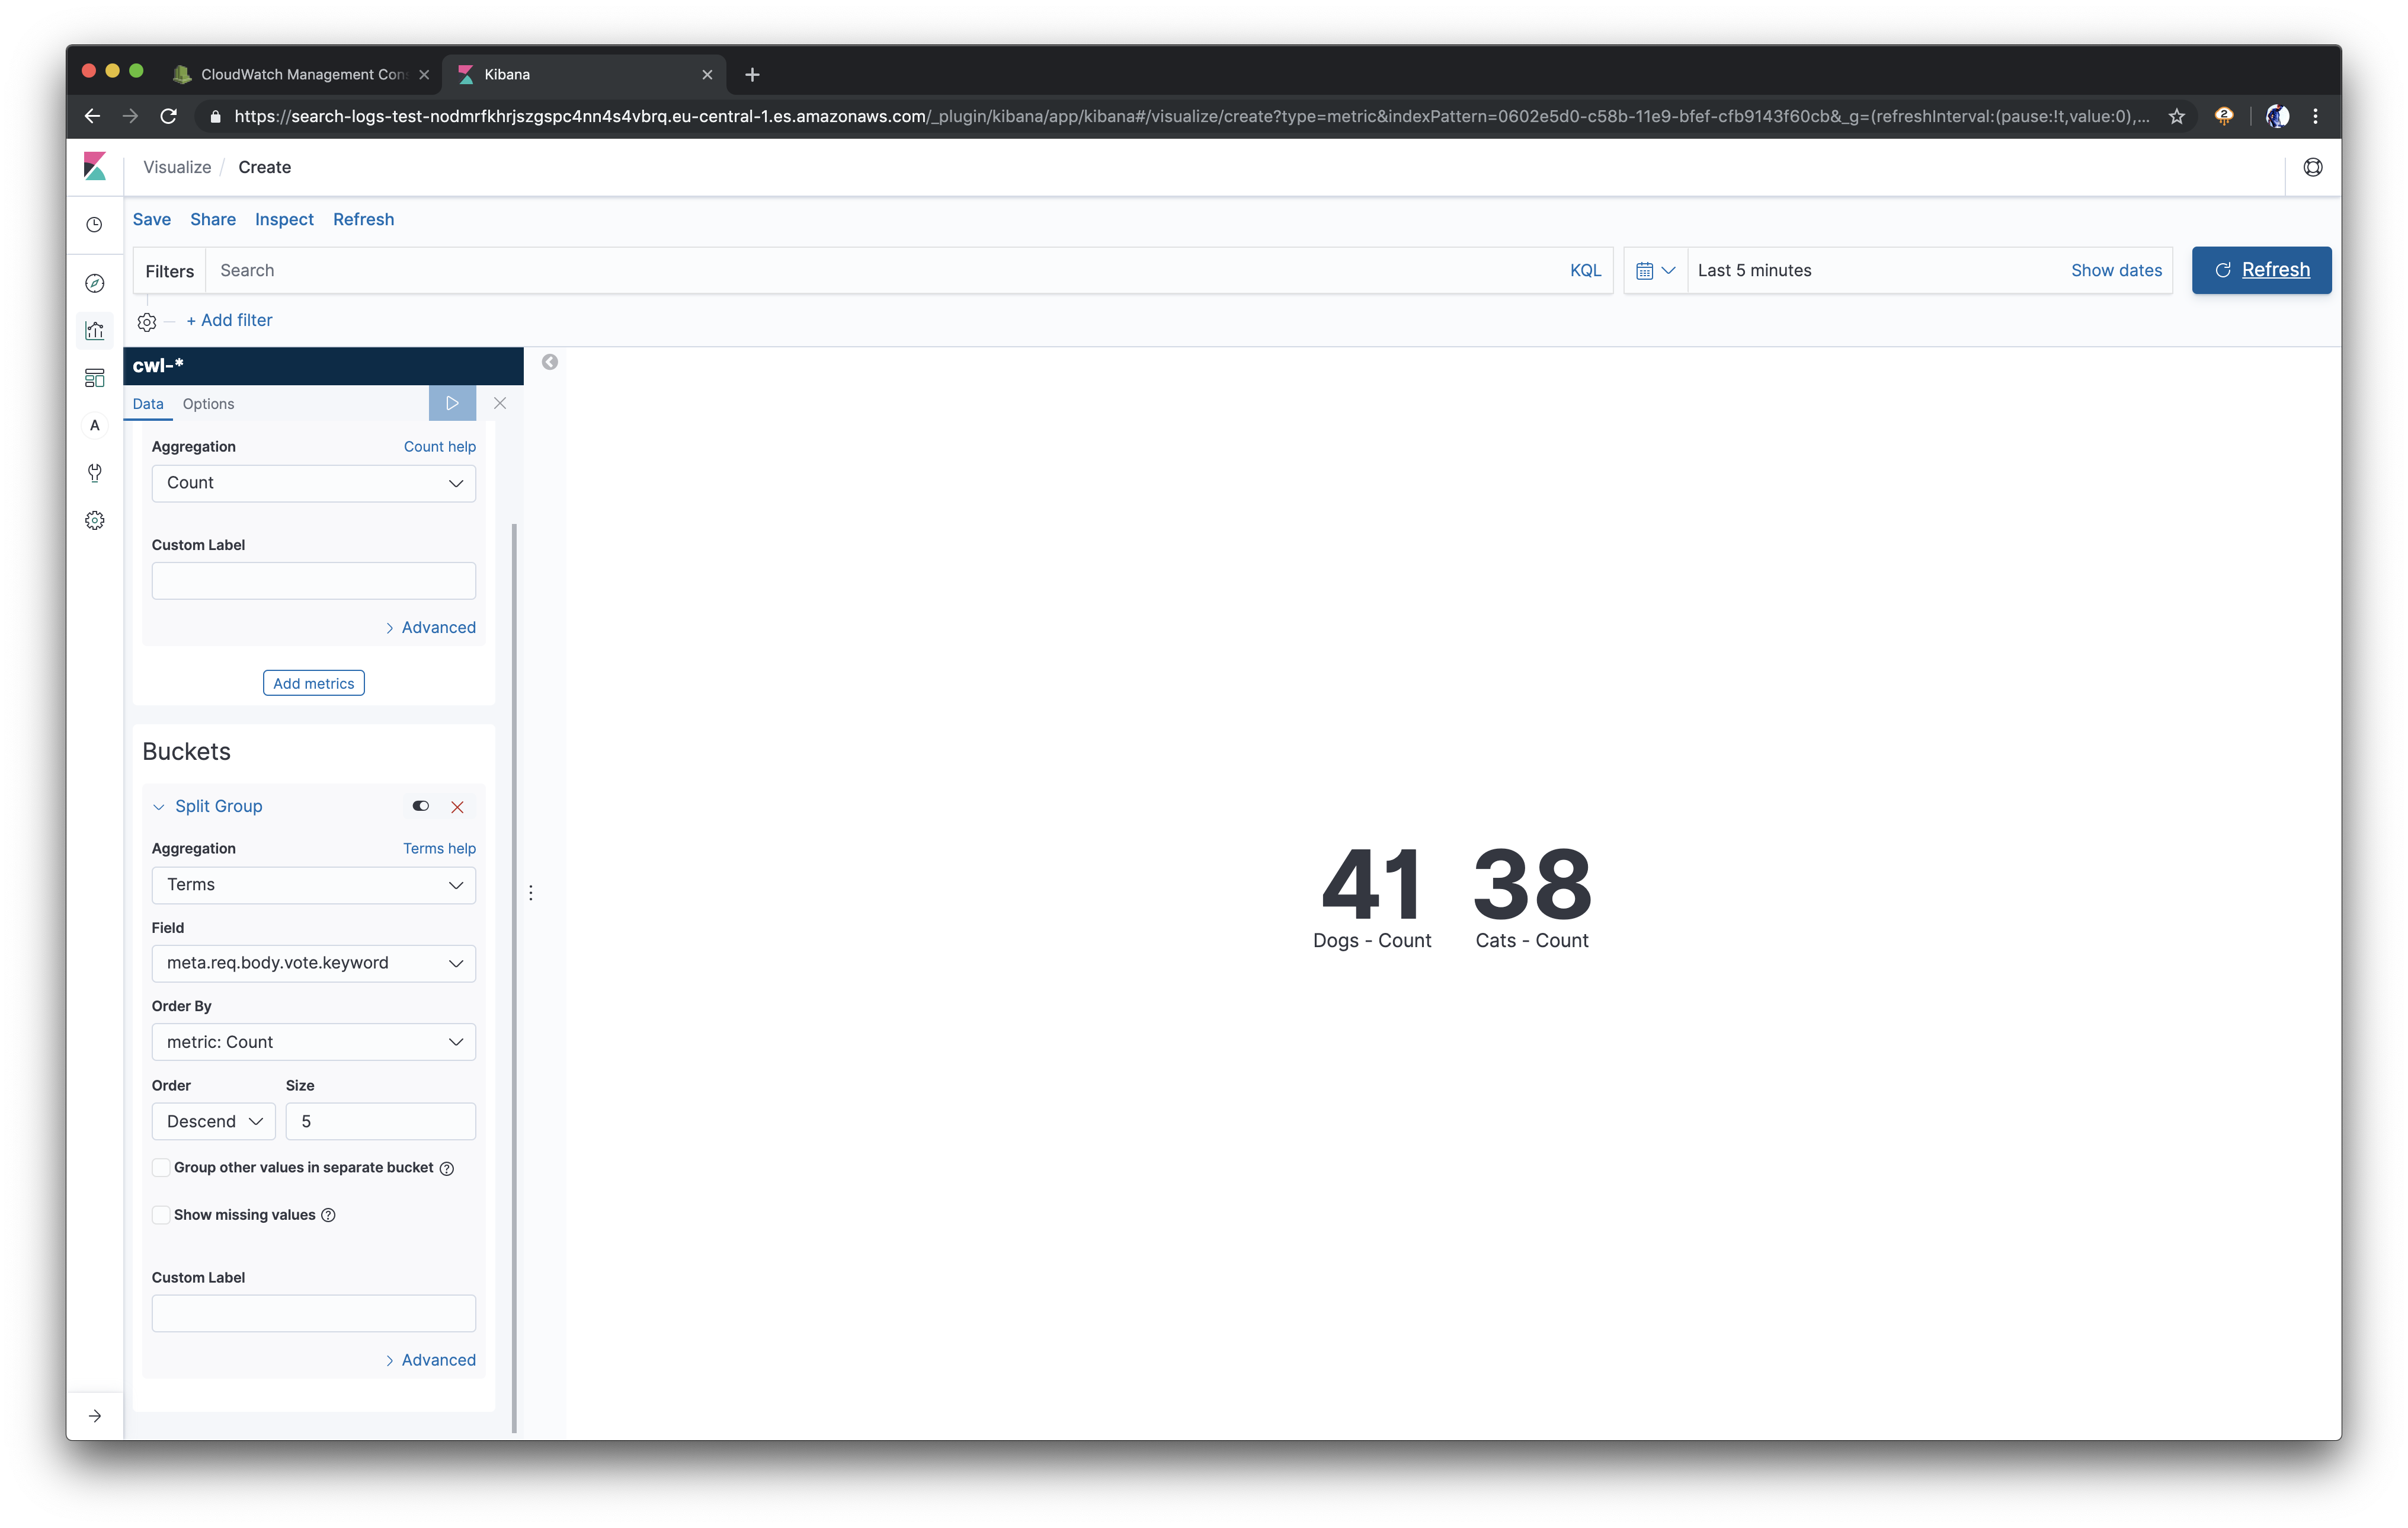 CloudWatch Management Con
Kibana
https://search-logs-test-nodmrfkhrjszgspc4nn4s4vbrq.eu-central-1.es.amazonaws.com/_plugin/kibana/app/kibana#/visualize/create?type=metric&indexPattern=0602e5d0-c58b-11e9-bfef-cfb9143f60cb&_g=(refreshInterval:(pause:!t,value:0),...
2
Visualize / Create
Save Share Inspect Refresh
Filters Search KQL Last 5 minutes Show dates Refresh
+ Add filter
cwl-*
Data Options
A
Aggregation Count help
Count
Custom Label
Advanced
Add metrics
Buckets
Split Group
Aggregation Terms help
Terms
Field
meta.req.body.vote.keyword
Order By
metric: Count
Order Size
Descend 5
Group other values in separate bucket
Show missing values
Custom Label
Advanced
41 38
Dogs - Count Cats - Count